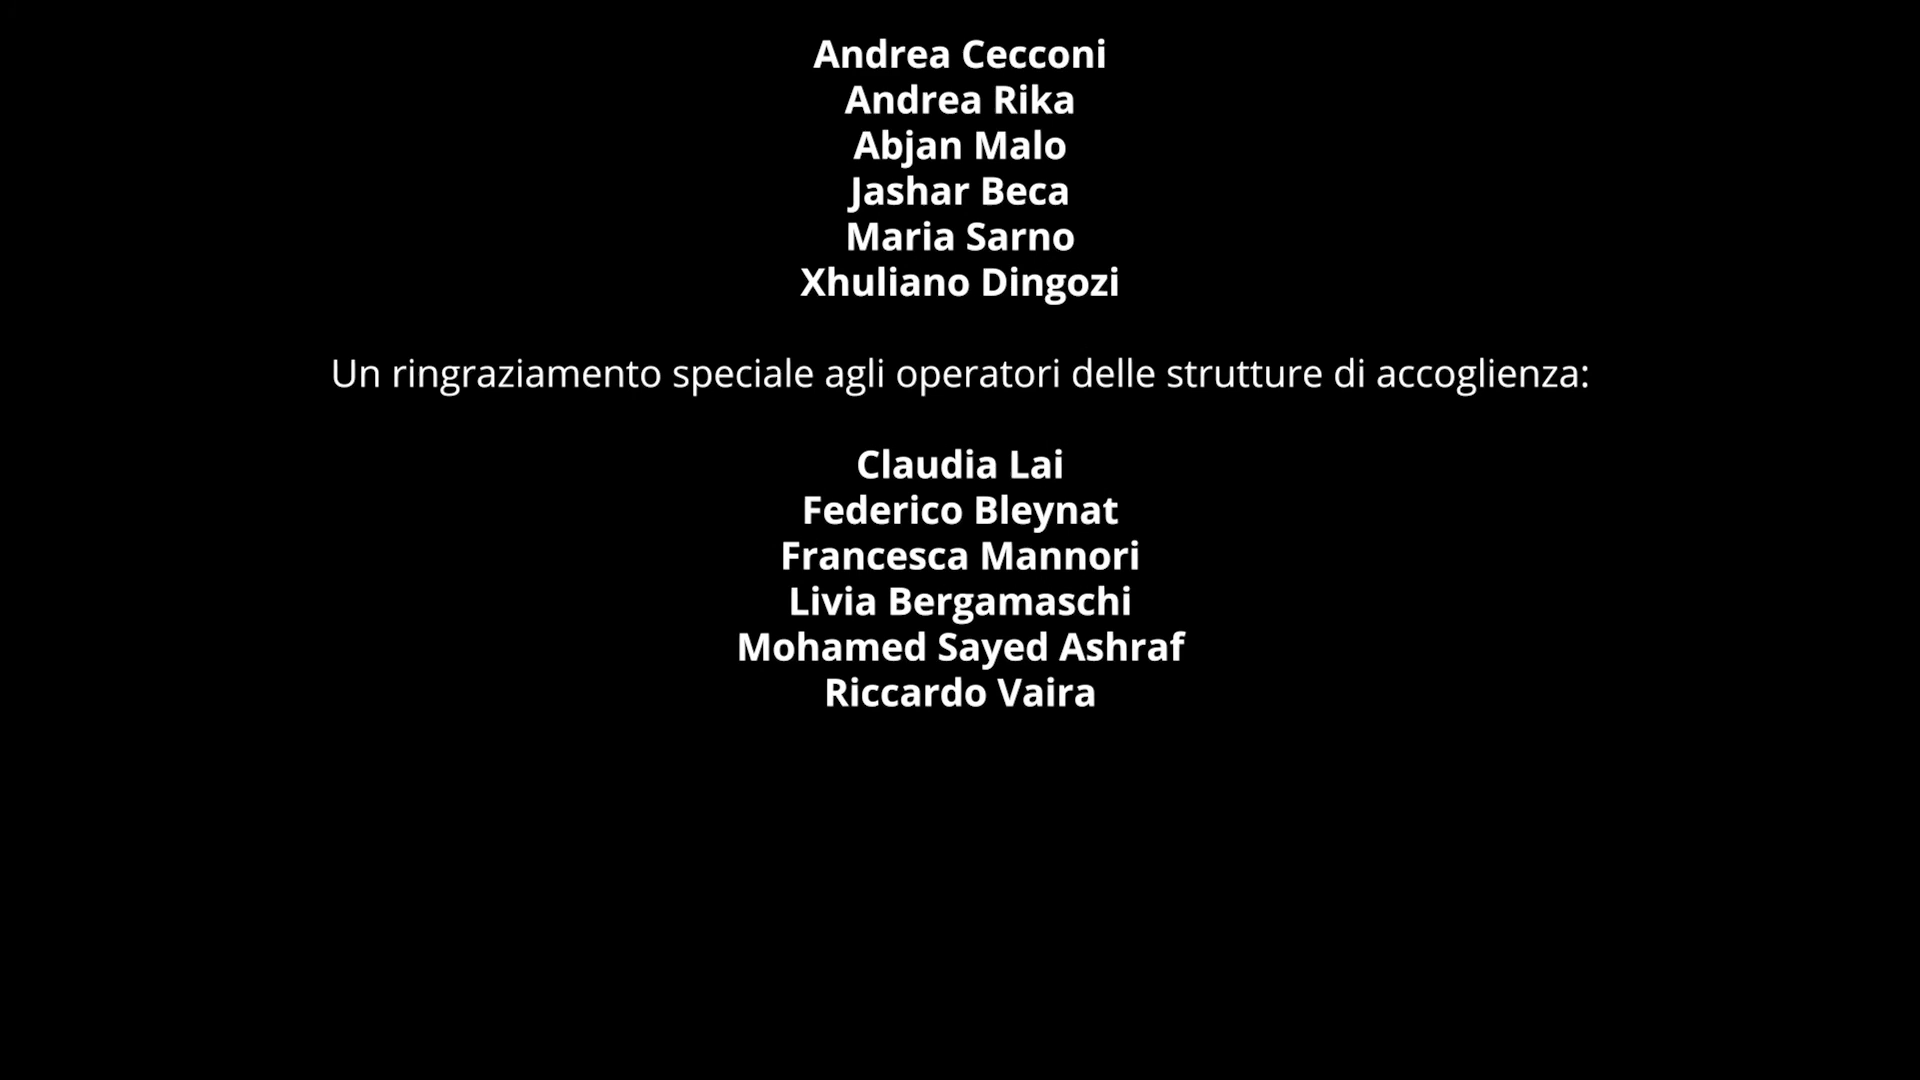 Andrea Cecconi
Andrea Rika
Abjan Malo
Jashar Beca
Maria Sarno
Xhuliano Dingozi
Un ringraziamento speciale agli operatori delle strutture di accoglienza:
Claudia Lai
Federico Bleynat
Francesca Mannori
Livia Bergamaschi
Mohamed Sayed Ashraf
Riccardo Vaira